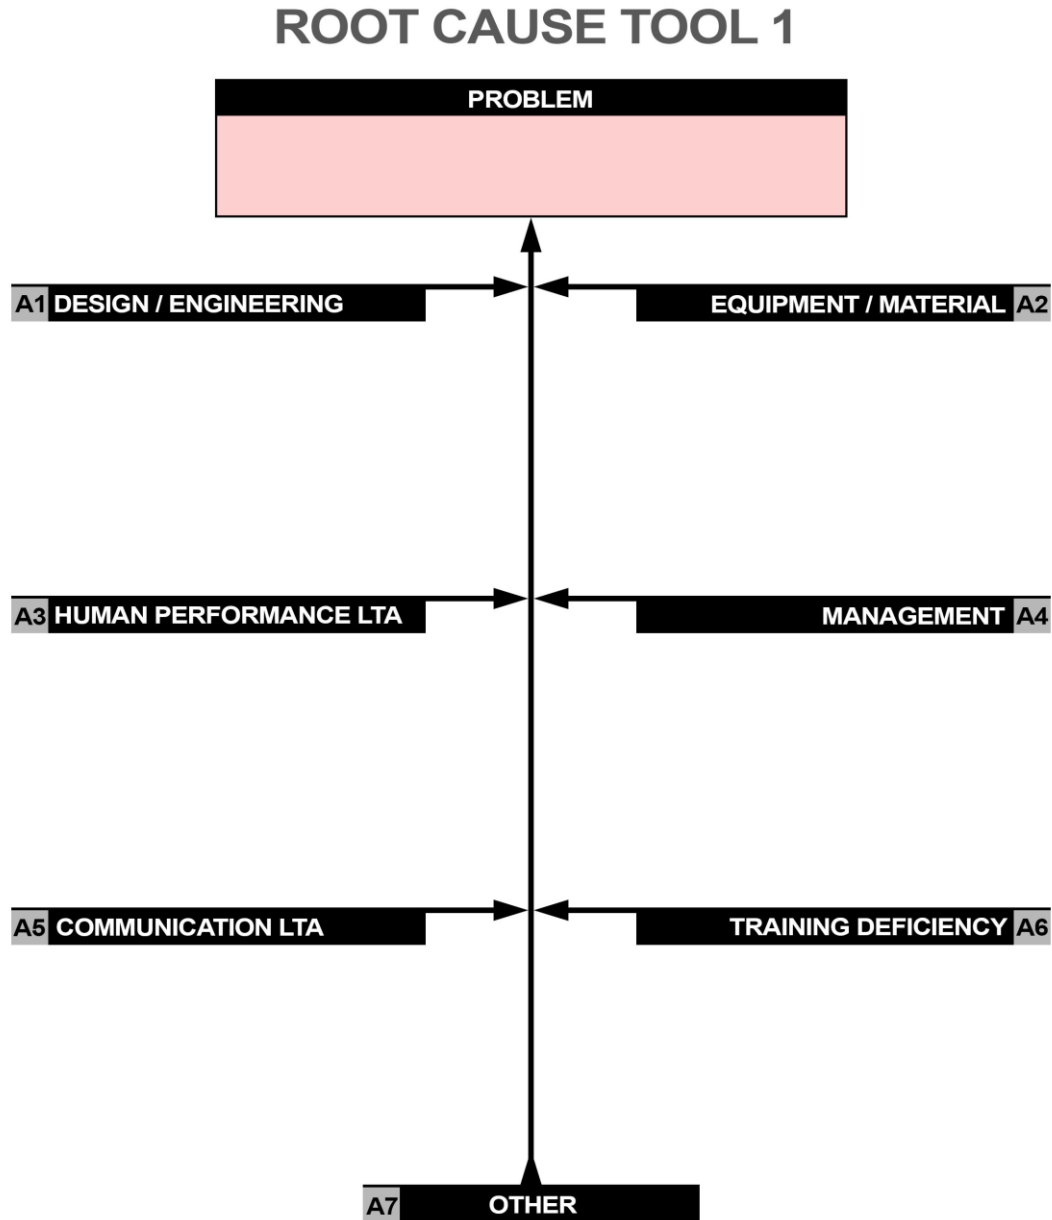 ROOT CAUSE TOOL 1
PROBLEM
A1 DESIGN / ENGINEERING
EQUIPMENT / MATERIAL A2
A3 HUMAN PERFORMANCE LTA
MANAGEMENT A4
A5 COMMUNICATION LTA
TRAINING DEFICIENCY A6
A7 OTHER